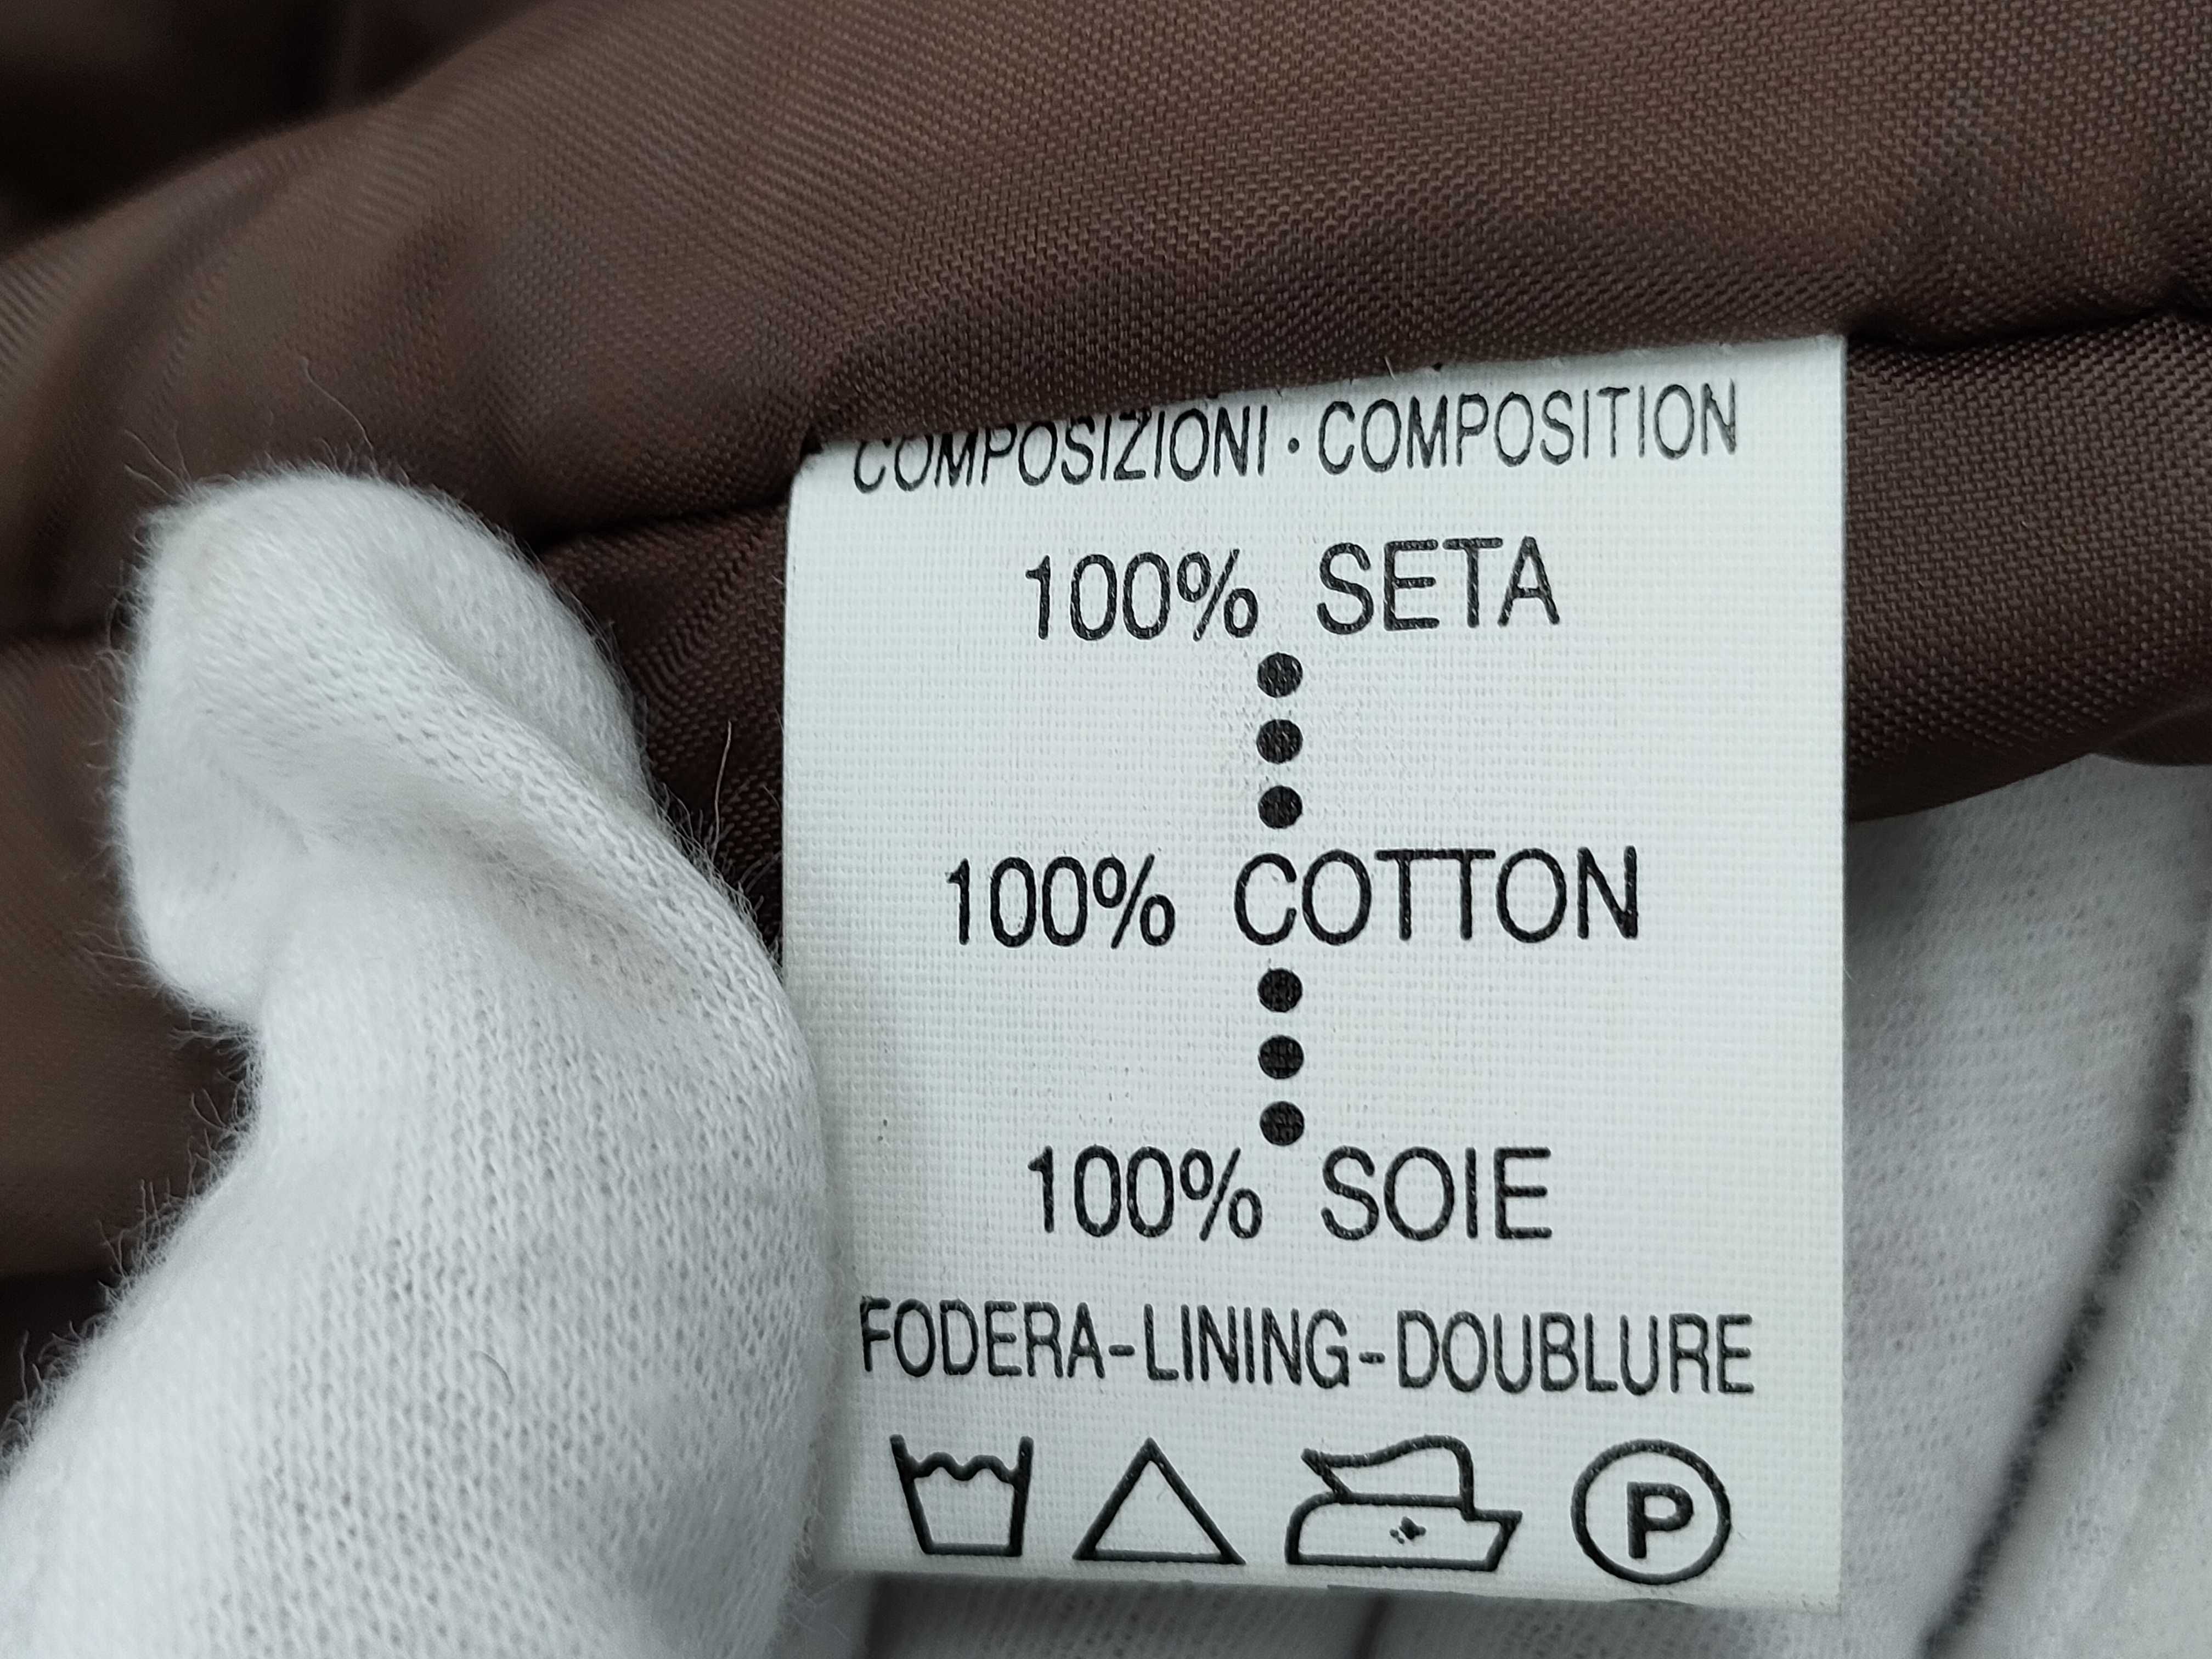 COMPOSIZIONI · COMPOSITION
100% SETA
100% COTTON
100% SOIE
FODERA-LINING-DOUBLURE
P